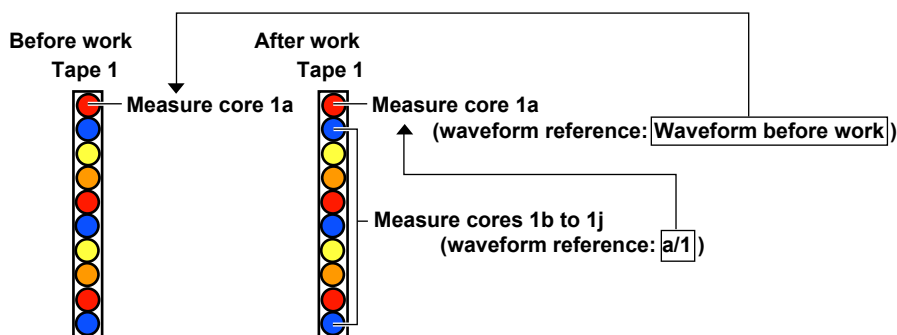 Before work
Tape 1
Measure core 1a
After work
Tape 1
Measure core 1a
(waveform reference: Waveform before work )
Measure cores 1b to 1j
(waveform reference: a/1 )